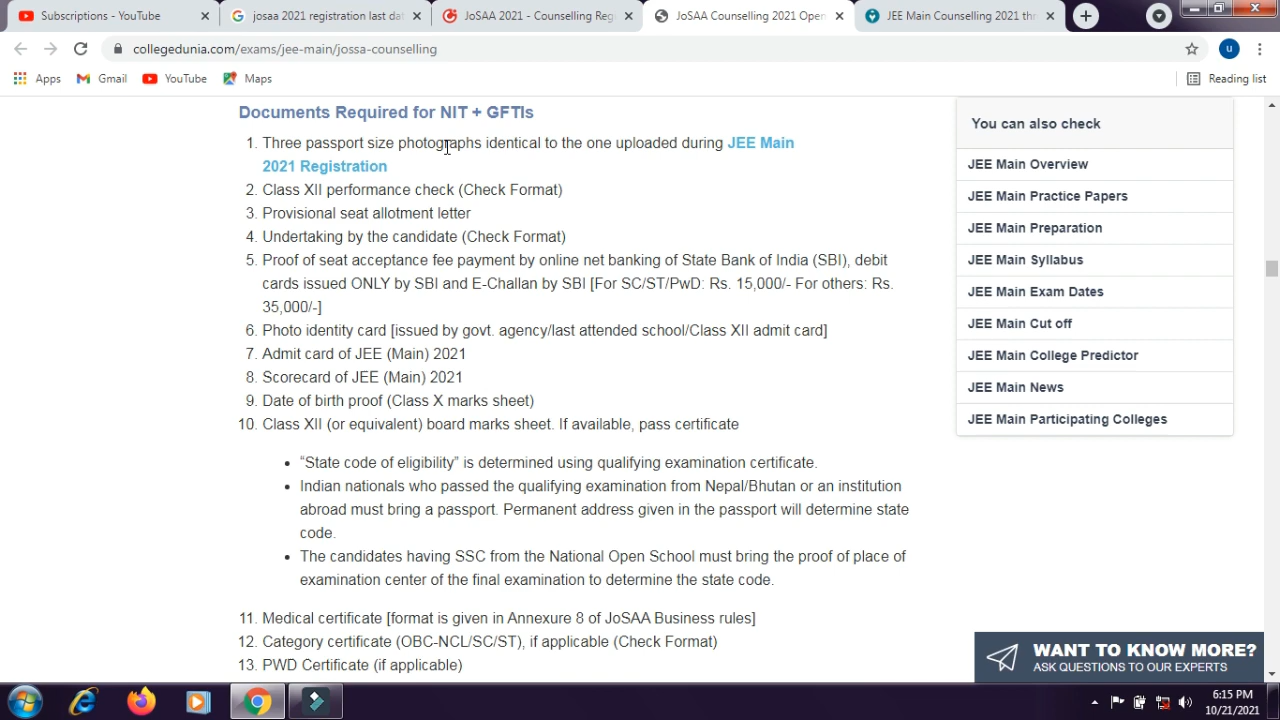 Subscriptions - YouTube
josaa 2021 registration last dat
JoSAA 2021 - Counselling Reg
JoSAA Counselling 2021 Open
JEE Main Counselling 2021 thr
collegedunia.com/exams/jee-main/jossa-counselling
u
Apps
Gmail
YouTube
Maps
Reading list
Documents Required for NIT + GFTIs
1. Three passport size photographs identical to the one uploaded during JEE Main
2021 Registration
2. Class XII performance check (Check Format)
3. Provisional seat allotment letter
4. Undertaking by the candidate (Check Format)
5. Proof of seat acceptance fee payment by online net banking of State Bank of India (SBI), debit
cards issued ONLY by SBI and E-Challan by SBI [For SC/ST/PwD: Rs. 15,000/- For others: Rs.
35,000/-]
6. Photo identity card [issued by govt. agency/last attended school/Class XII admit card]
7. Admit card of JEE (Main) 2021
8. Scorecard of JEE (Main) 2021
9. Date of birth proof (Class X marks sheet)
10. Class XII (or equivalent) board marks sheet. If available, pass certificate
• “State code of eligibility” is determined using qualifying examination certificate.
• Indian nationals who passed the qualifying examination from Nepal/Bhutan or an institution
abroad must bring a passport. Permanent address given in the passport will determine state
code.
• The candidates having SSC from the National Open School must bring the proof of place of
examination center of the final examination to determine the state code.
11. Medical certificate [format is given in Annexure 8 of JoSAA Business rules]
12. Category certificate (OBC-NCL/SC/ST), if applicable (Check Format)
13. PWD Certificate (if applicable)
You can also check
JEE Main Overview
JEE Main Practice Papers
JEE Main Preparation
JEE Main Syllabus
JEE Main Exam Dates
JEE Main Cut off
JEE Main College Predictor
JEE Main News
JEE Main Participating Colleges
WANT TO KNOW MORE?
ASK QUESTIONS TO OUR EXPERTS
6:15 PM
10/21/2021